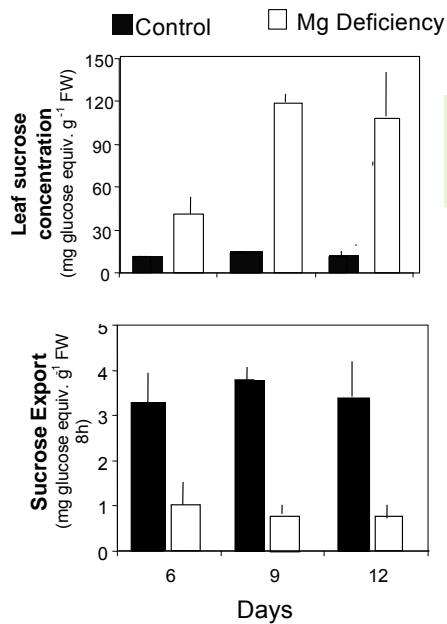 Control
Mg Deficiency
Leaf sucrose
concentration
(mg glucose equiv. g⁻¹ FW)
150
120
90
60
30
0
Sucrose Export
(mg glucose equiv. g¹ FW
8h)
5
4
3
2
1
0
6 9 12
Days